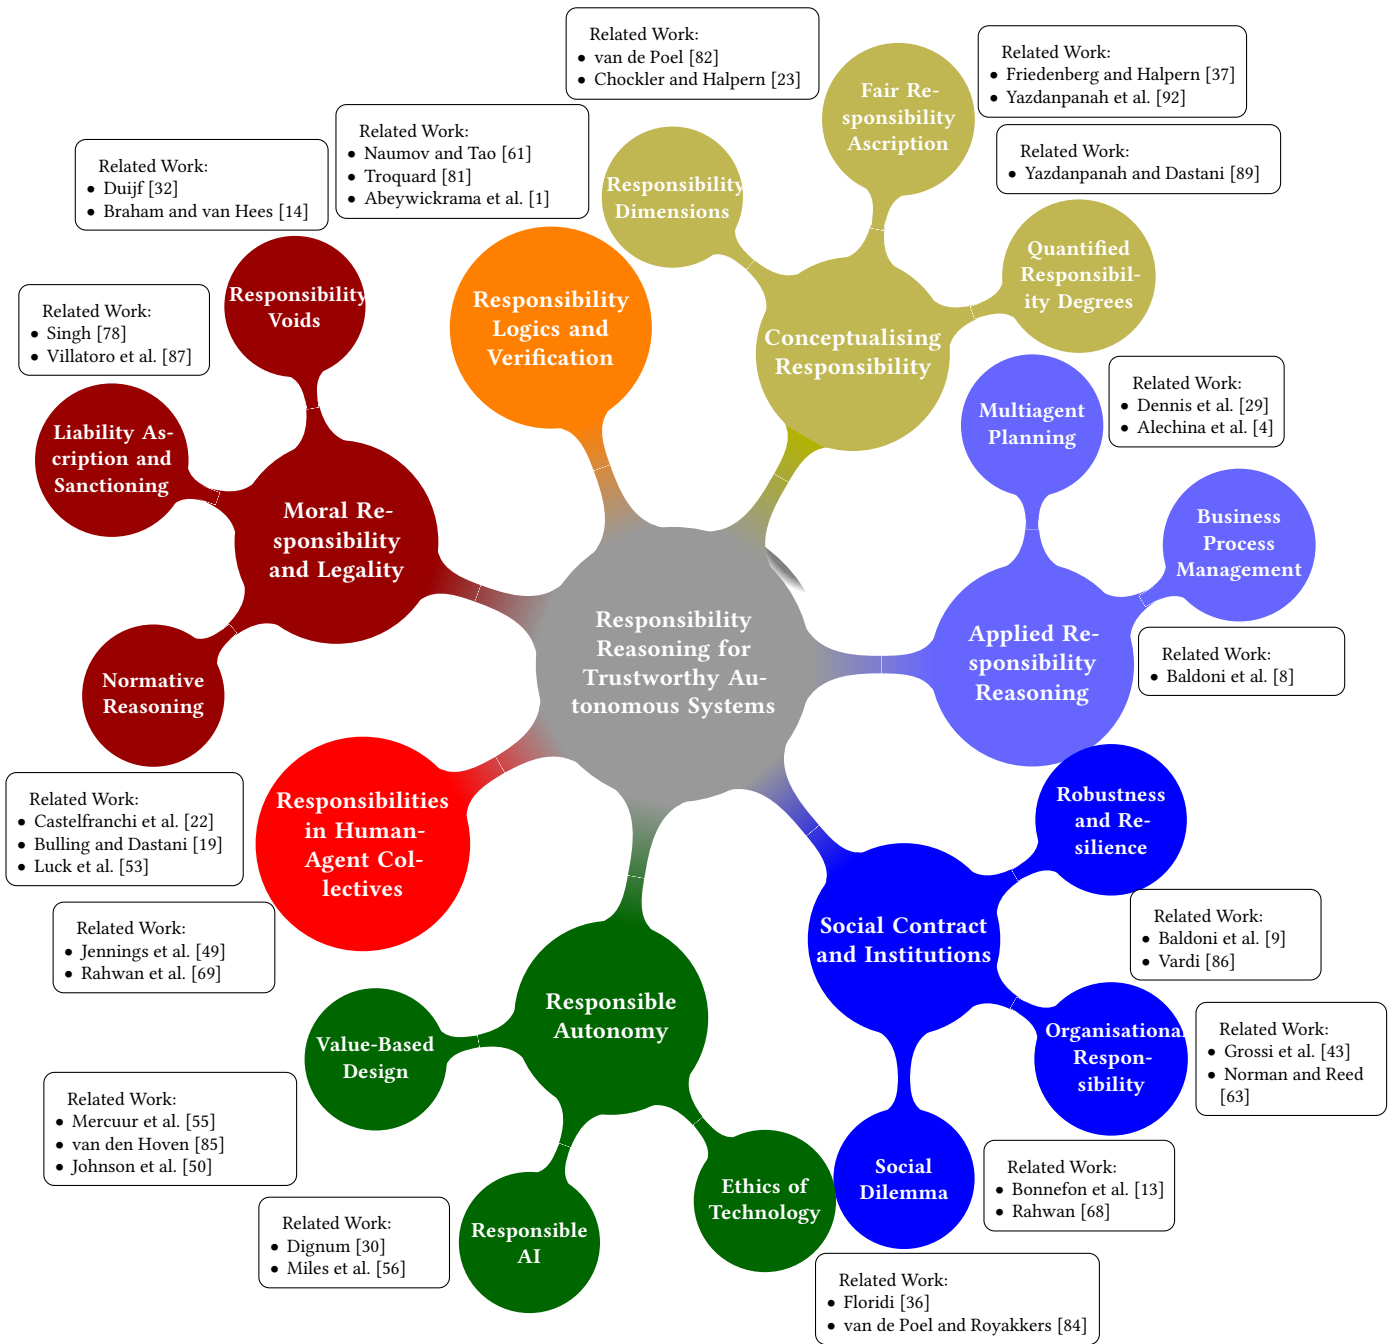 Related Work:
• van de Poel [82]
• Chockler and Halpern [23]
Fair Re-
sponsibility
Ascription
Related Work:
• Friedenberg and Halpern [37]
• Yazdanpanah et al. [92]
Related Work:
• Yazdanpanah and Dastani [89]
Related Work:
• Naumov and Tao [61]
• Troquard [81]
• Abeywickrama et al. [1]
Related Work:
• Duijf [32]
• Braham and van Hees [14]
Responsibility
Dimensions
Quantified
Responsibil-
ity Degrees
Responsibility
Voids
Responsibility
Logics and
Verification
Conceptualising
Responsibility
Related Work:
• Singh [78]
• Villatoro et al. [87]
Multiagent
Planning
Related Work:
• Dennis et al. [29]
• Alechina et al. [4]
Liability As-
cription and
Sanctioning
Moral Re-
sponsibility
and Legality
Business
Process
Management
Responsibility
Reasoning for
Trustworthy Au-
tonomous Systems
Applied Re-
sponsibility
Reasoning
Related Work:
• Baldoni et al. [8]
Normative
Reasoning
Related Work:
• Castelfranchi et al. [22]
• Bulling and Dastani [19]
• Luck et al. [53]
Responsibilities
in Human-
Agent Col-
lectives
Robustness
and Re-
silience
Related Work:
• Jennings et al. [49]
• Rahwan et al. [69]
Social Contract
and Institutions
Related Work:
• Baldoni et al. [9]
• Vardi [86]
Responsible
Autonomy
Value-Based
Design
Organisational
Respon-
sibility
Related Work:
• Grossi et al. [43]
• Norman and Reed
[63]
Related Work:
• Mercuur et al. [55]
• van den Hoven [85]
• Johnson et al. [50]
Ethics of
Technology
Social
Dilemma
Related Work:
• Bonnefon et al. [13]
• Rahwan [68]
Related Work:
• Dignum [30]
• Miles et al. [56]
Responsible
AI
Related Work:
• Floridi [36]
• van de Poel and Royakkers [84]